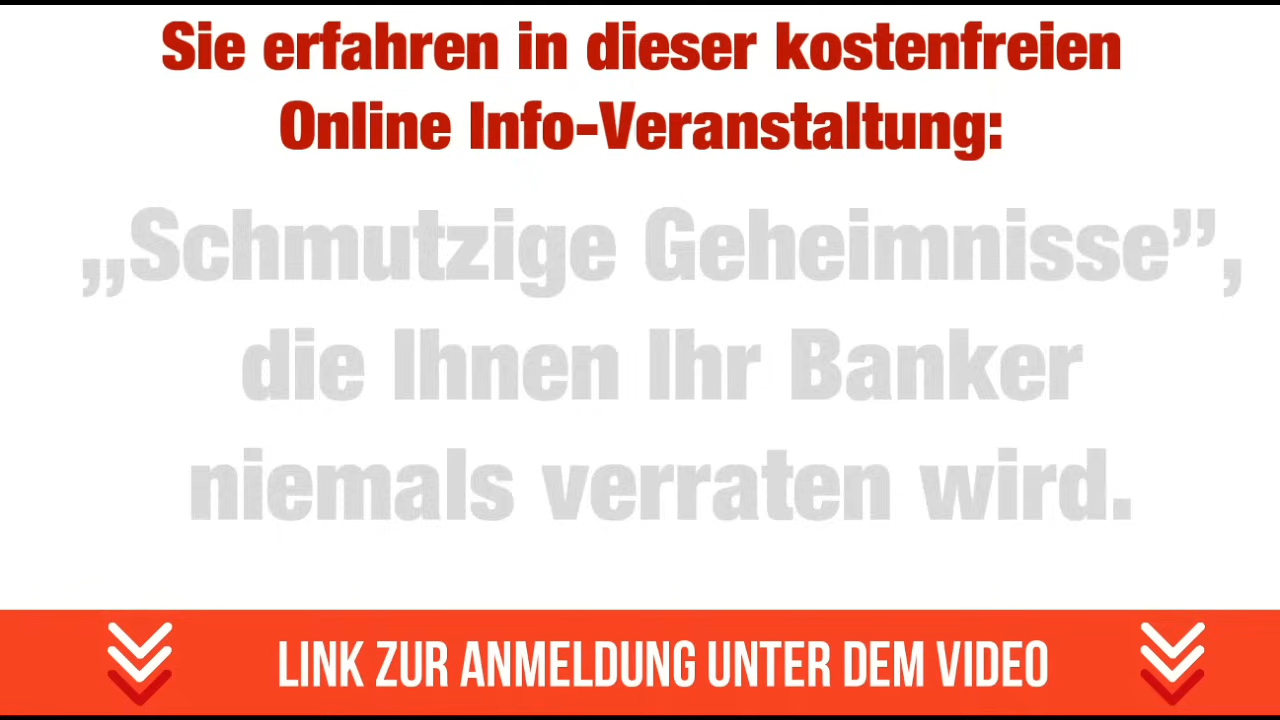 Sie erfahren in dieser kostenfreien
Online Info-Veranstaltung:
„Schmutzige Geheimnisse”,
die Ihnen Ihr Banker
niemals verraten wird.
LINK ZUR ANMELDUNG UNTER DEM VIDEO